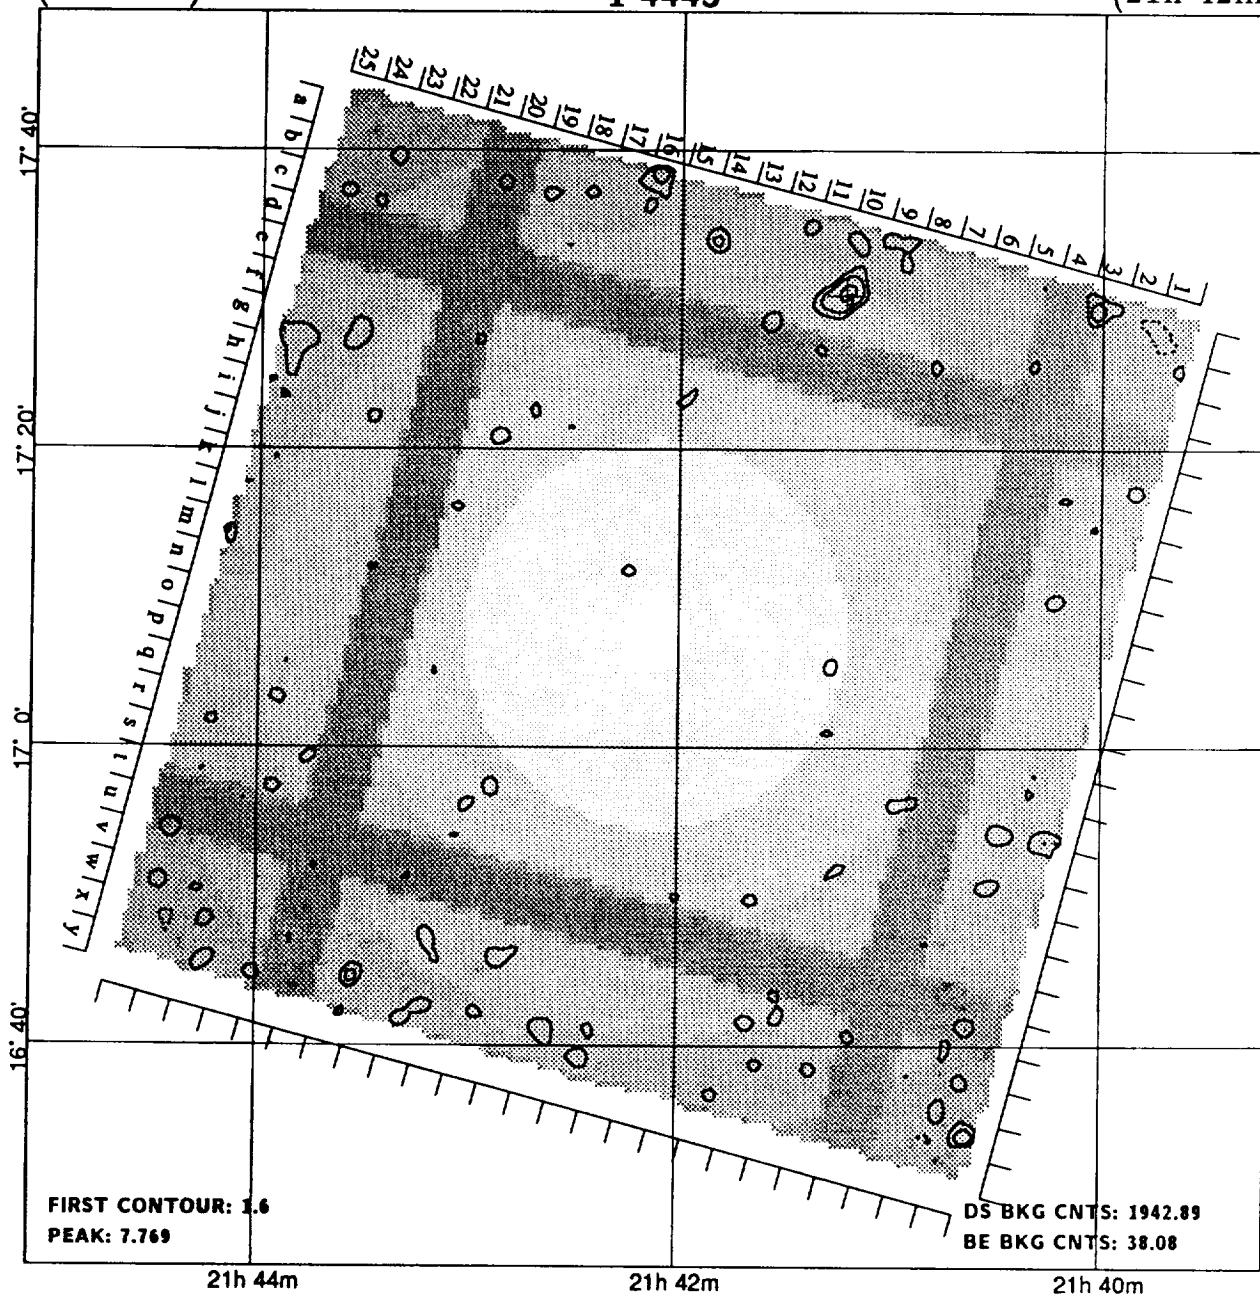 25 24 23 22 21 20 19 18 17 16 15 14 13 12 11 10 9 8 7 6 5 4 3 2 1
a b c d e f g h i j k l m n o p q r s t u v w x y
17° 40'
17° 20'
17° 0'
16° 40'
FIRST CONTOUR: 1.6
PEAK: 7.769
DS BKG CNTS: 1942.89
BE BKG CNTS: 38.08
21h 44m
21h 42m
21h 40m